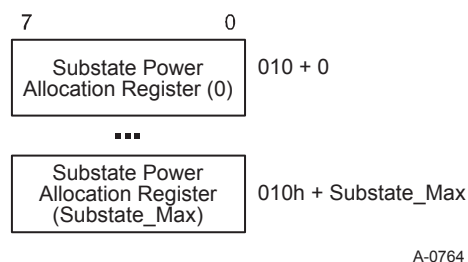 7 0
Substate Power
Allocation Register (0)
010 + 0
Substate Power
Allocation Register
(Substate_Max)
010h + Substate_Max
A-0764